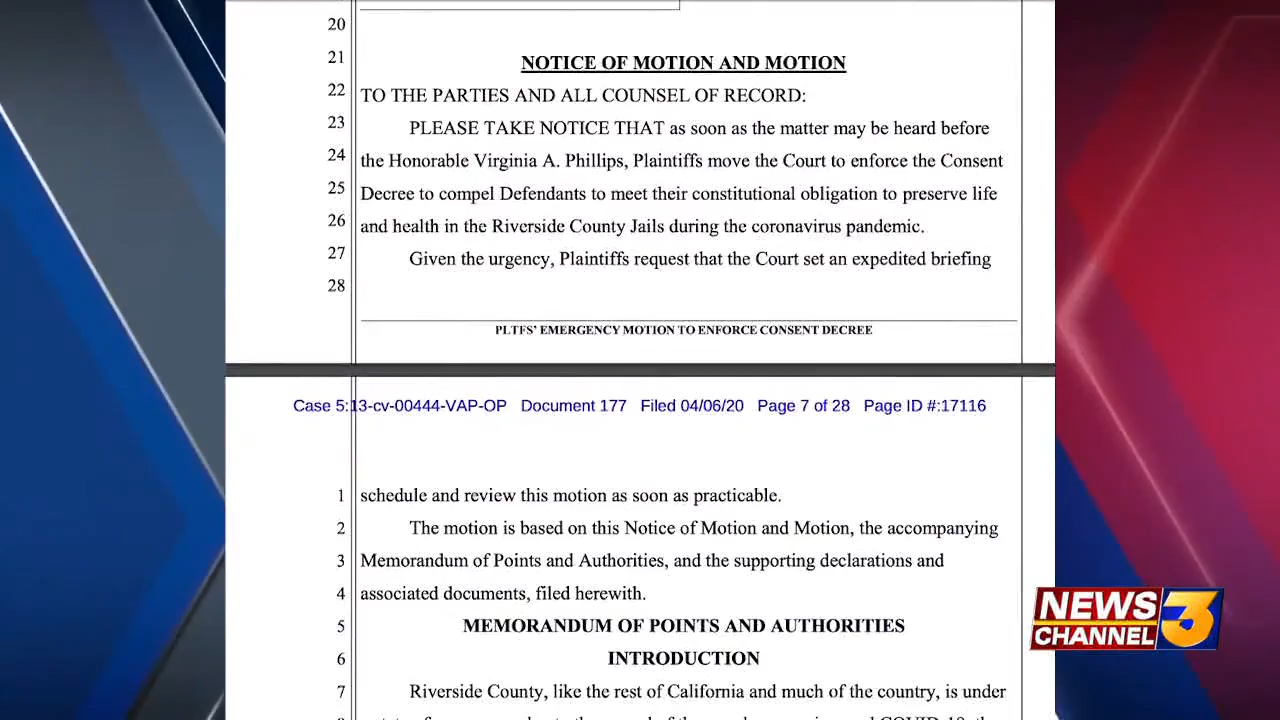 20
21 NOTICE OF MOTION AND MOTION
22 TO THE PARTIES AND ALL COUNSEL OF RECORD:
23 PLEASE TAKE NOTICE THAT as soon as the matter may be heard before
24 the Honorable Virginia A. Phillips, Plaintiffs move the Court to enforce the Consent
25 Decree to compel Defendants to meet their constitutional obligation to preserve life
26 and health in the Riverside County Jails during the coronavirus pandemic.
27 Given the urgency, Plaintiffs request that the Court set an expedited briefing
28
PLTFS' EMERGENCY MOTION TO ENFORCE CONSENT DECREE
Case 5:13-cv-00444-VAP-OP Document 177 Filed 04/06/20 Page 7 of 28 Page ID #:17116
1 schedule and review this motion as soon as practicable.
2 The motion is based on this Notice of Motion and Motion, the accompanying
3 Memorandum of Points and Authorities, and the supporting declarations and
4 associated documents, filed herewith.
5 MEMORANDUM OF POINTS AND AUTHORITIES
6 INTRODUCTION
7 Riverside County, like the rest of California and much of the country, is under
NEWS
CHANNEL 3